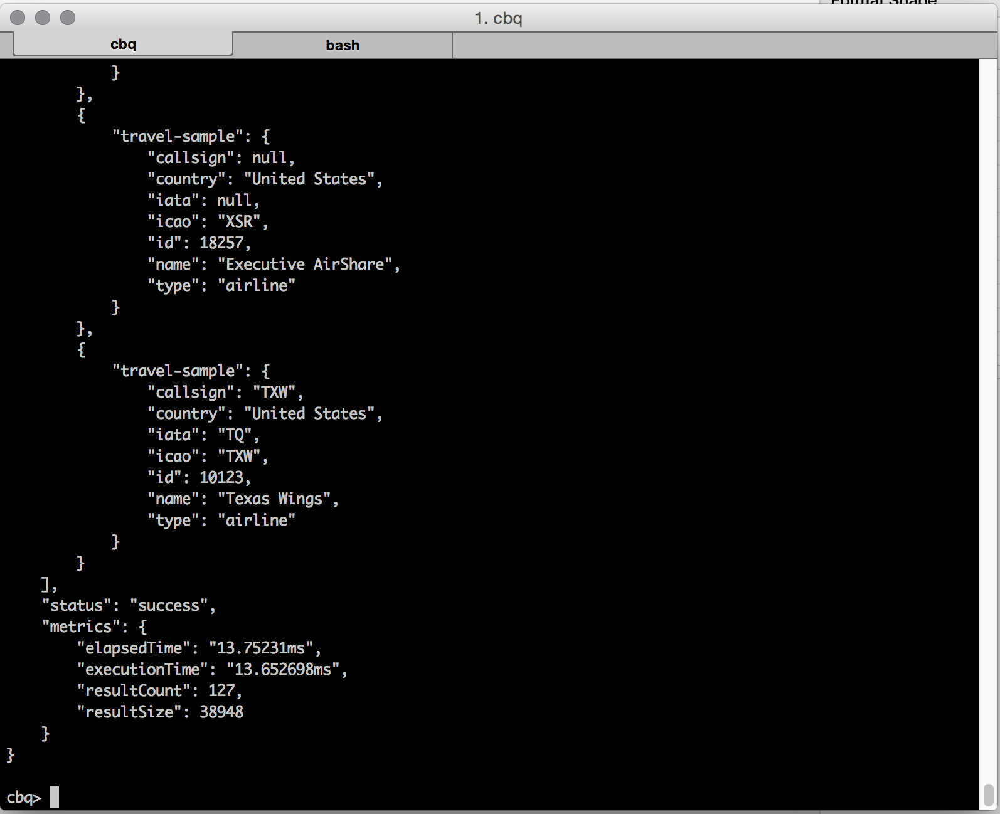 Format Shape
1. cbq
cbq bash
}
},
{
"travel-sample": {
"callsign": null,
"country": "United States",
"iata": null,
"icao": "XSR",
"id": 18257,
"name": "Executive AirShare",
"type": "airline"
}
},
{
"travel-sample": {
"callsign": "TXW",
"country": "United States",
"iata": "TQ",
"icao": "TXW",
"id": 10123,
"name": "Texas Wings",
"type": "airline"
}
}
],
"status": "success",
"metrics": {
"elapsedTime": "13.75231ms",
"executionTime": "13.652698ms",
"resultCount": 127,
"resultSize": 38948
}
}
cbq>